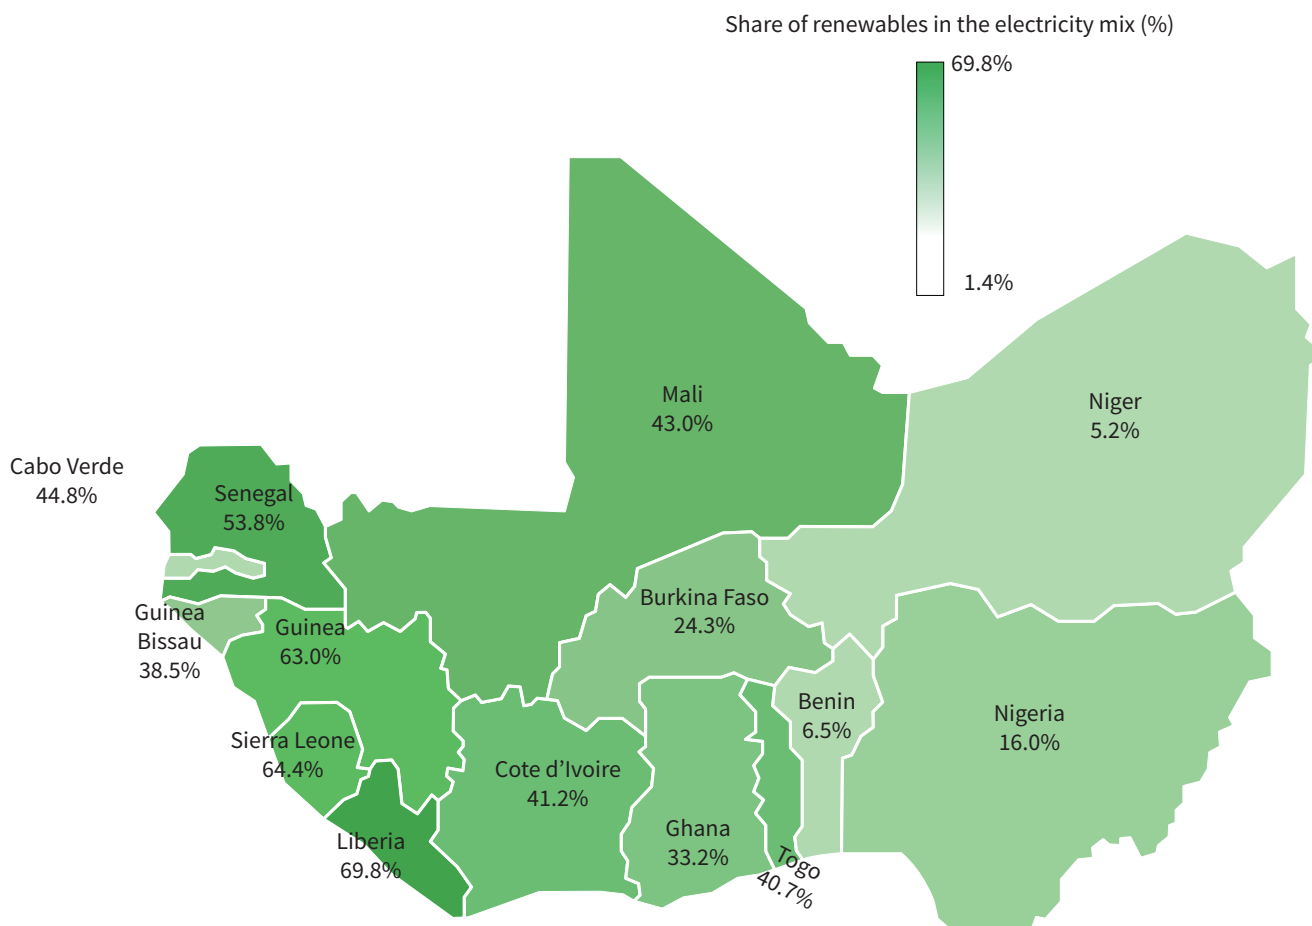 Share of renewables in the electricity mix (%)
69.8%
1.4%
Mali
43.0%
Niger
5.2%
Cabo Verde
44.8%
Senegal
53.8%
Burkina Faso
24.3%
Guinea
Bissau
38.5%
Guinea
63.0%
Benin
6.5%
Nigeria
16.0%
Sierra Leone
64.4%
Cote d’Ivoire
41.2%
Ghana
33.2%
Liberia
69.8%
Togo
40.7%